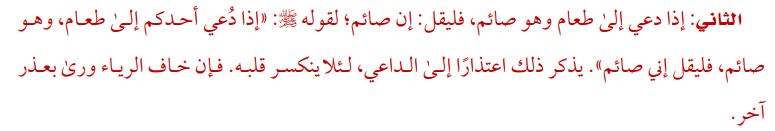 الثاني: إذا دعي إلىٰ طعام وهو صائم، فليقل: إن صائم؛ لقوله ﷺ: «إذا دُعي أحدكم إلىٰ طعام، وهو
صائم، فليقل إني صائم». يذكر ذلك اعتذارًا إلىٰ الداعي، لئلا ينكسر قلبه. فإن خاف الرياء ورىٰ بعذر
آخر.